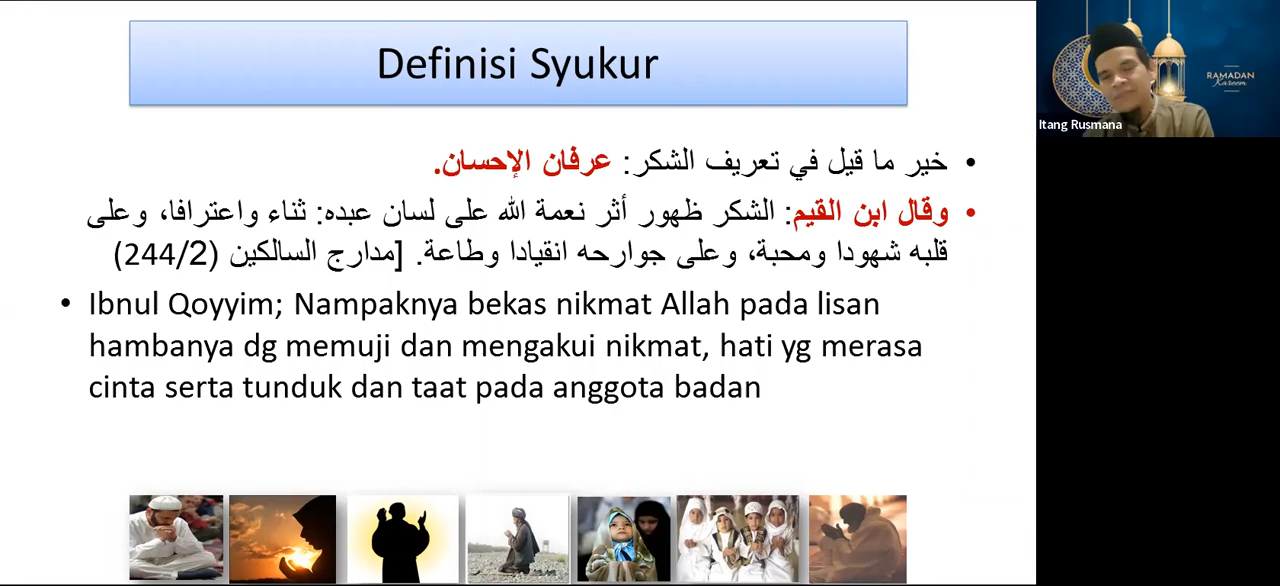 Definisi Syukur
خير ما قيل في تعريف الشكر: عرفان الإحسان.
وقال ابن القيم: الشكر ظهور أثر نعمة الله على لسان عبده: ثناء واعترافا، وعلى
قلبه شهودا ومحبة، وعلى جوارحه انقيادا وطاعة. [مدارج السالكين (244/2)
Ibnul Qoyyim; Nampaknya bekas nikmat Allah pada lisan
hambanya dg memuji dan mengakui nikmat, hati yg merasa
cinta serta tunduk dan taat pada anggota badan
RAMADAN
Kareem
Itang Rusmana